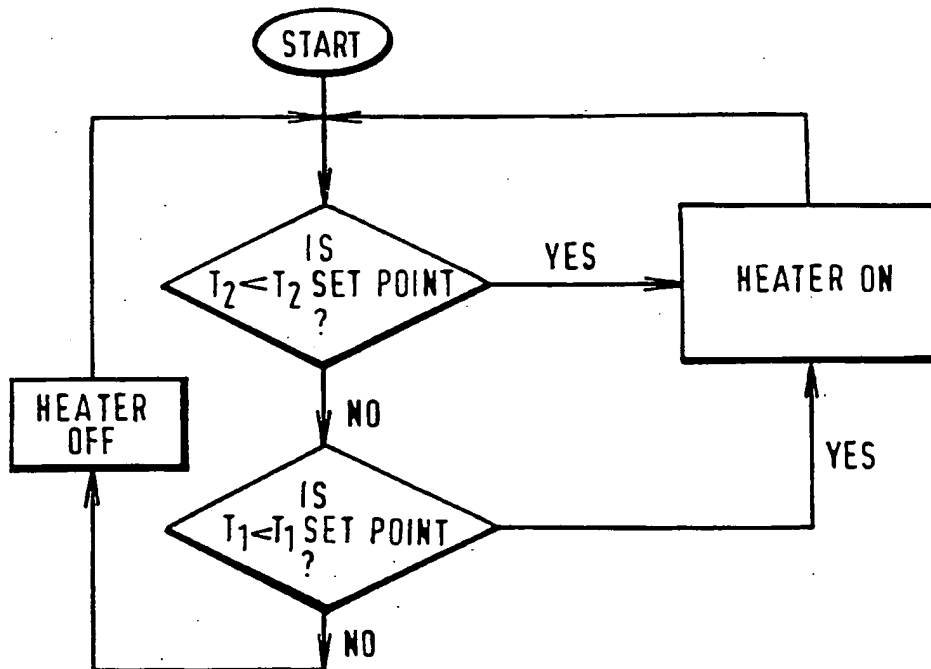 START
IS
T2<T2 SET POINT
?
YES
HEATER ON
NO
HEATER
OFF
IS
T1<T1 SET POINT
?
YES
NO